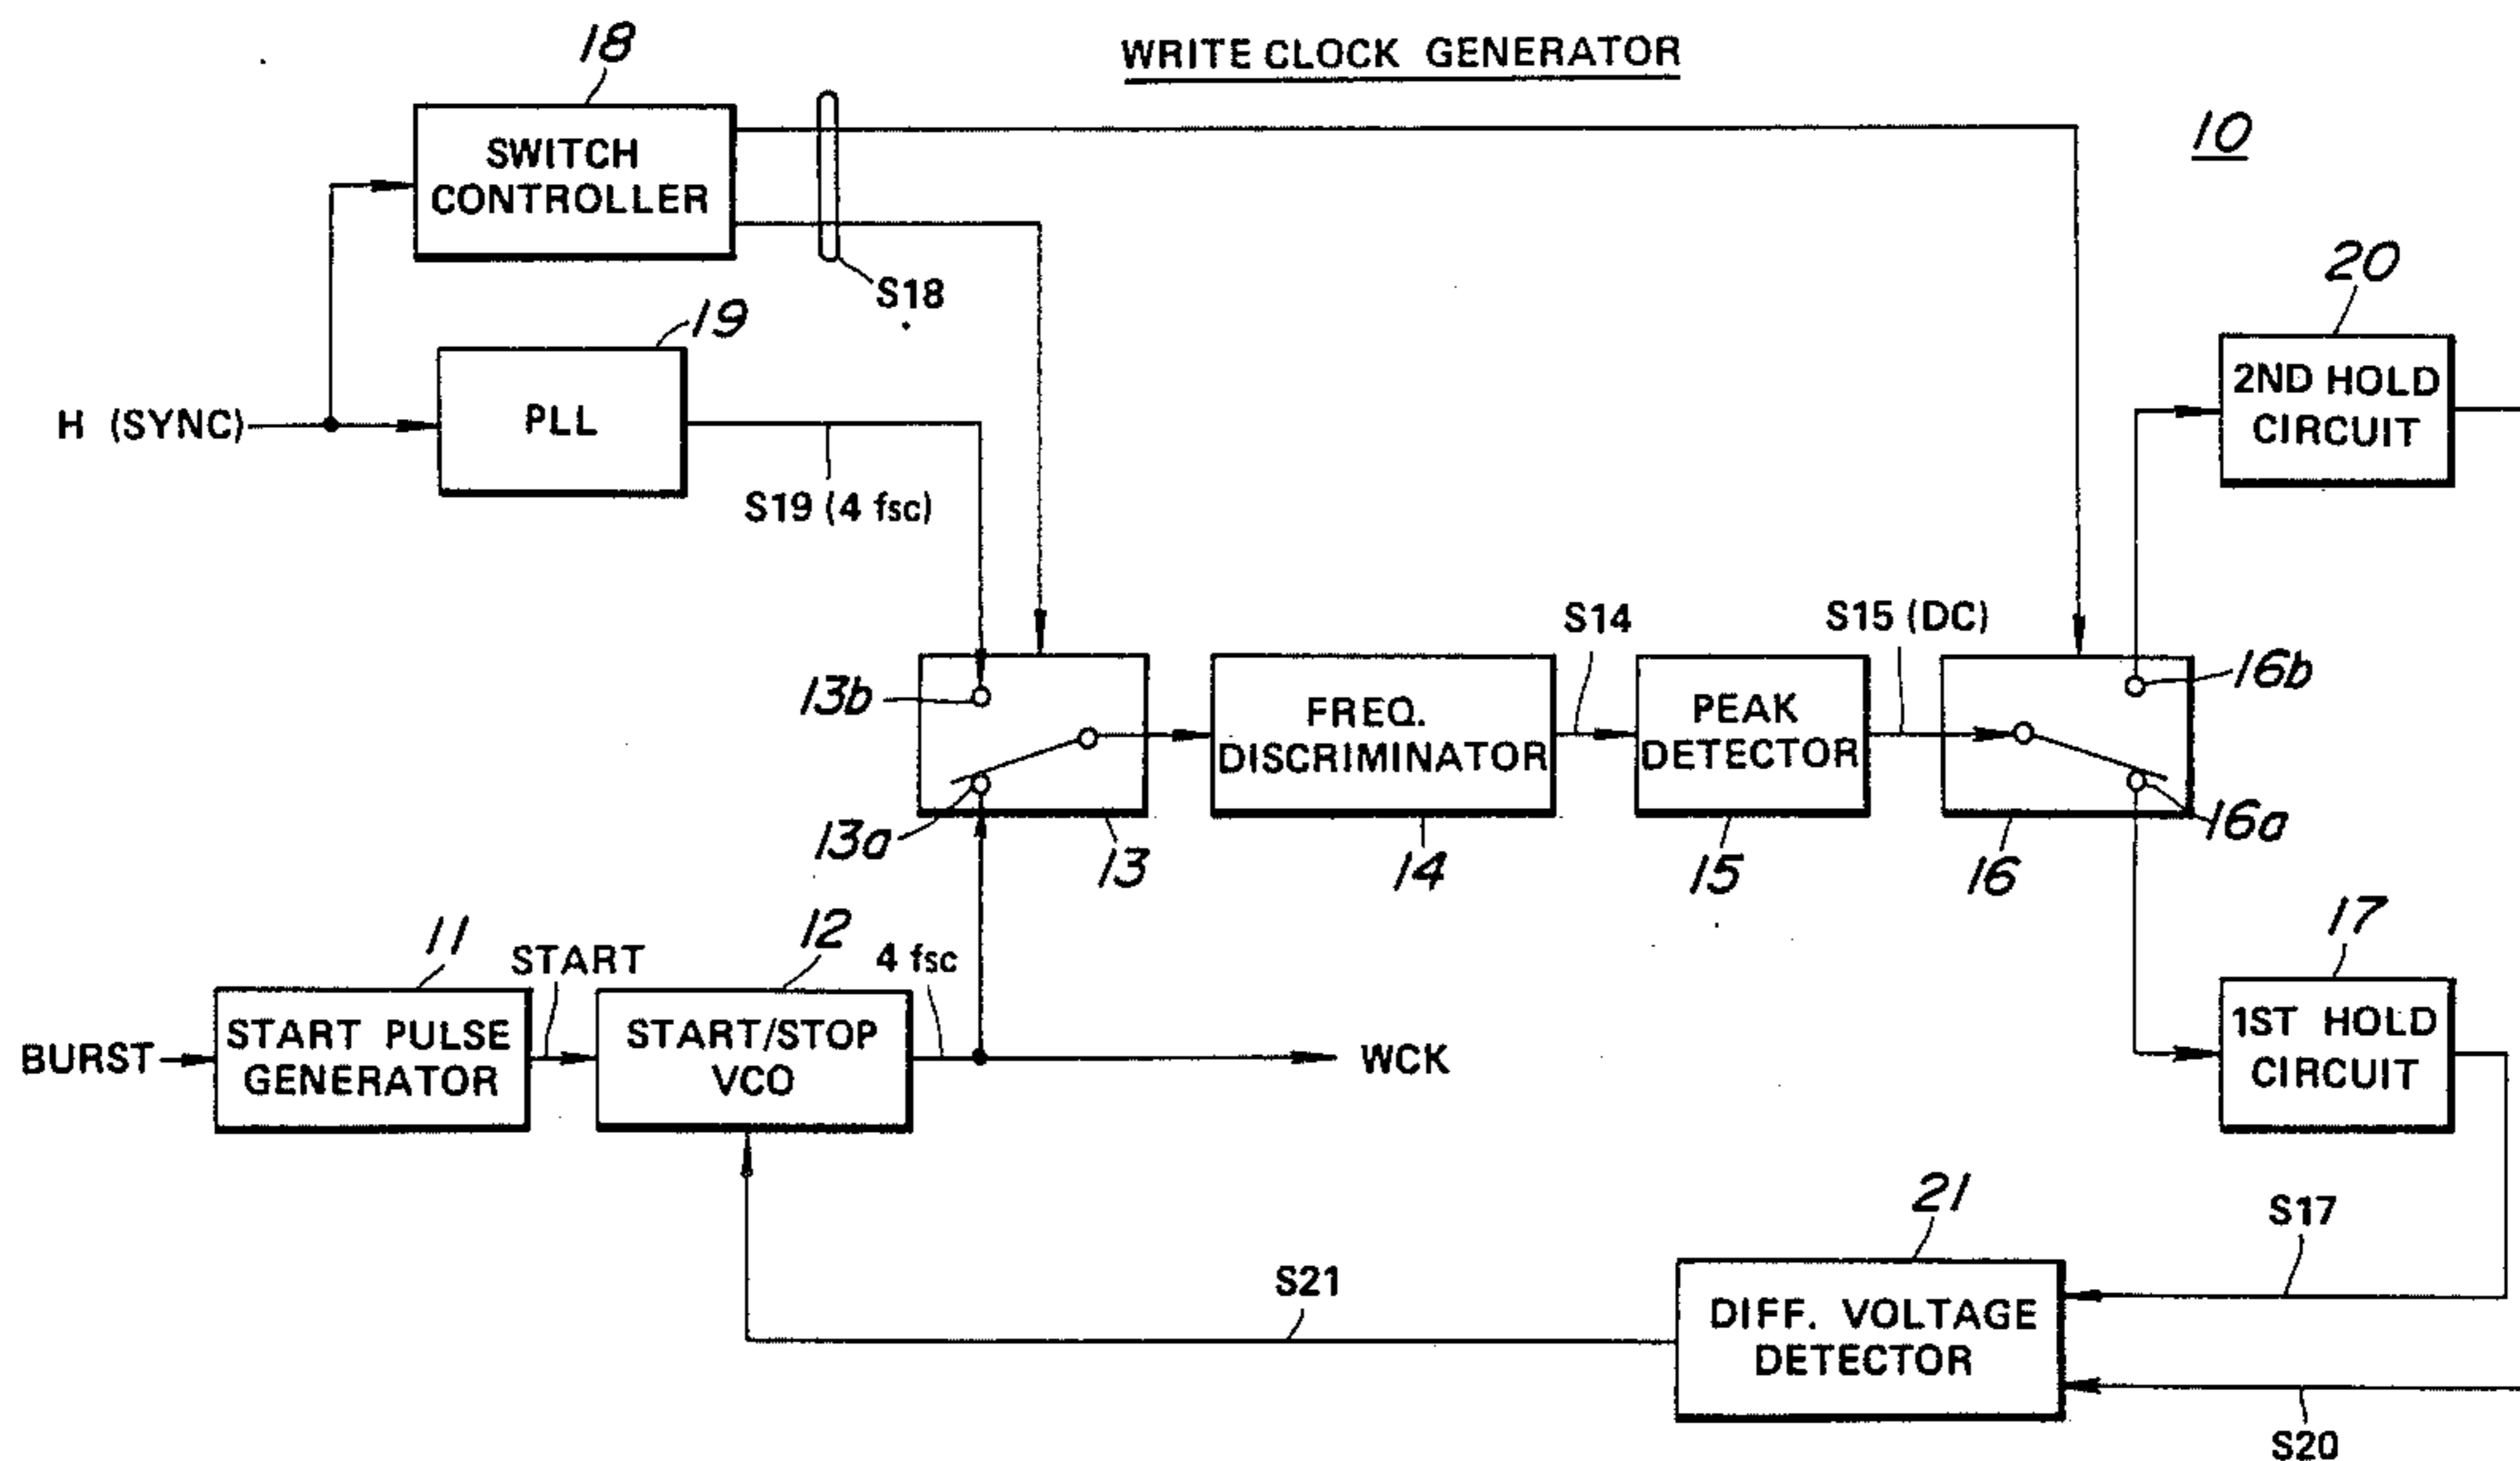 WRITE CLOCK GENERATOR
10
18
SWITCH
CONTROLLER
S18
19
PLL
H (SYNC)
S19 (4 fsc)
20
2ND HOLD
CIRCUIT
13b
13a
13
FREQ.
DISCRIMINATOR
14
S14
PEAK
DETECTOR
15
S15 (DC)
16b
16a
16
11
START
12
4 fsc
BURST
START PULSE
GENERATOR
START/STOP
VCO
WCK
17
1ST HOLD
CIRCUIT
21
S17
S21
DIFF. VOLTAGE
DETECTOR
S20